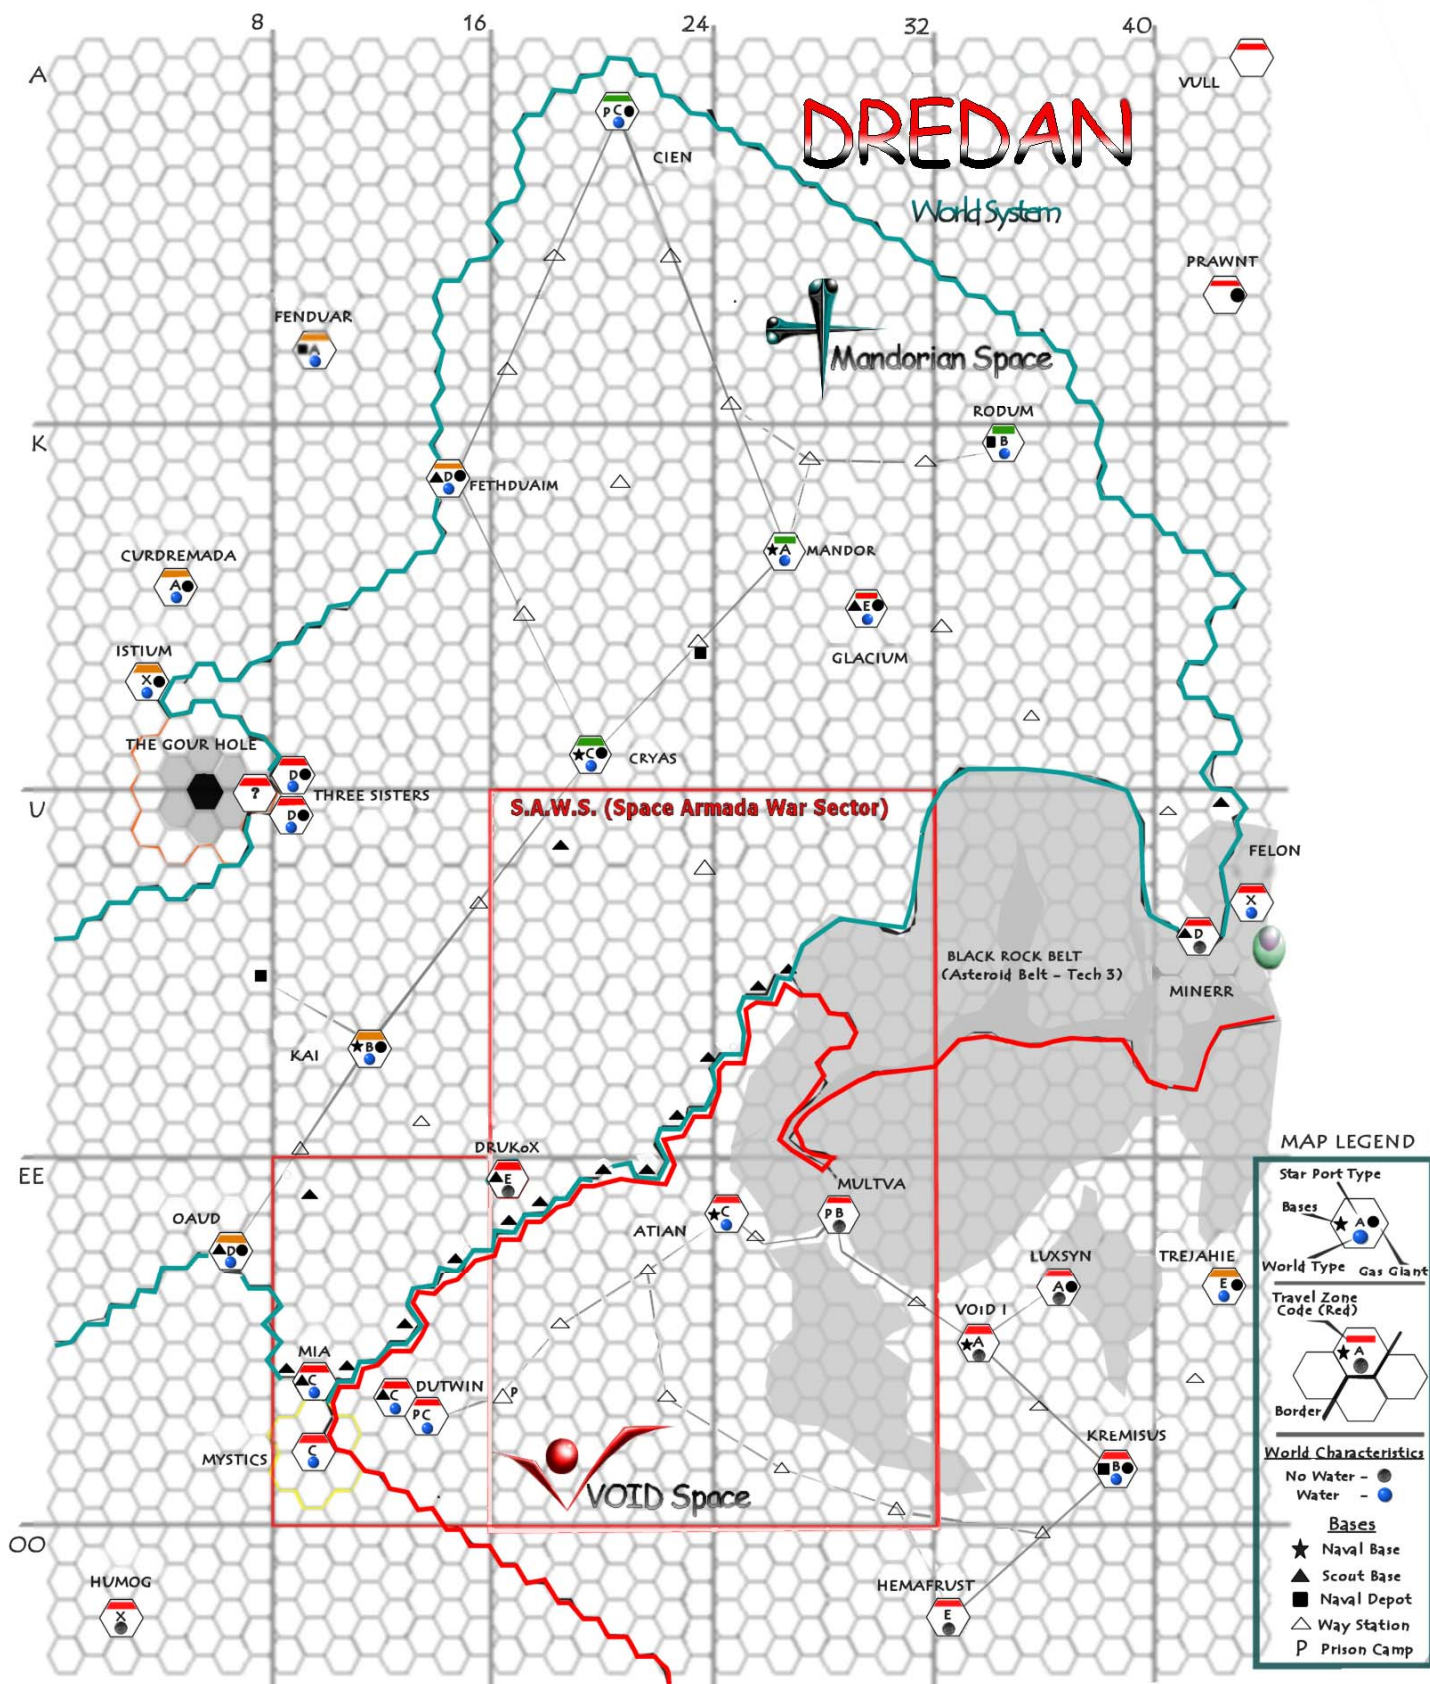 8 16 24 32 40
A
VULL
DREDAN
World System
P C
CIEN
PRAWNT
FENDUAR
A
Mandorian Space
RODUM
B
K
D
FETHDUAIM
A
MANDOR
CURDREMADA
A
E
GLACIUM
ISTIUM
X
THE GOUR HOLE
C
CRYAS
D
?
THREE SISTERS
D
U
S.A.W.S. (Space Armada War Sector)
FELON
X
D
BLACK ROCK BELT
(Asteroid Belt - Tech 3)
MINERR
KAI
B
DRUKoX
E
EE
MULTVA
P B
ATIAN
C
OAUD
D
LUXSYN
A
TREJAHIE
E
VOID I
A
MIA
C
DUTWIN
C
P C
P
MYSTICS
C
KREMISUS
B
VOID Space
OO
HUMOG
X
HEMAFRUST
E
MAP LEGEND
Star Port Type
Bases
A
World Type
Gas Giant
Travel Zone
Code (Red)
A
Border
World Characteristics
No Water -
Water -
Bases
Naval Base
Scout Base
Naval Depot
Way Station
P Prison Camp